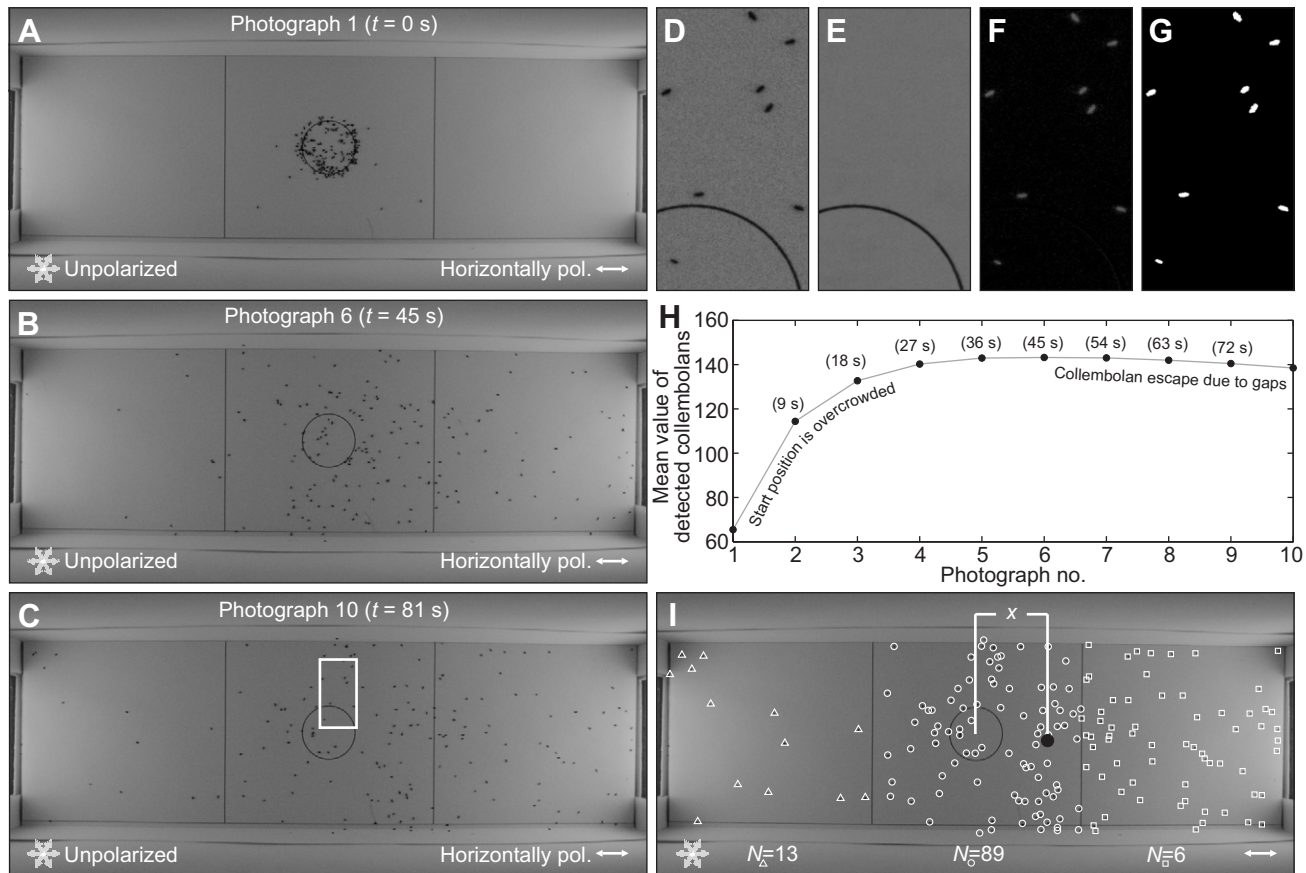 A
Photograph 1 (t = 0 s)
Unpolarized
Horizontally pol.
B
Photograph 6 (t = 45 s)
Unpolarized
Horizontally pol.
C
Photograph 10 (t = 81 s)
Unpolarized
Horizontally pol.
D
E
F
G
H
Mean value of
detected collembolans
160
140
120
100
80
60
(9 s)
(18 s)
(27 s)
(36 s)
(45 s)
(54 s)
(63 s)
(72 s)
Start position is overcrowded
Collembolan escape due to gaps
1 2 3 4 5 6 7 8 9 10
Photograph no.
I
x
N=13
N=89
N=6